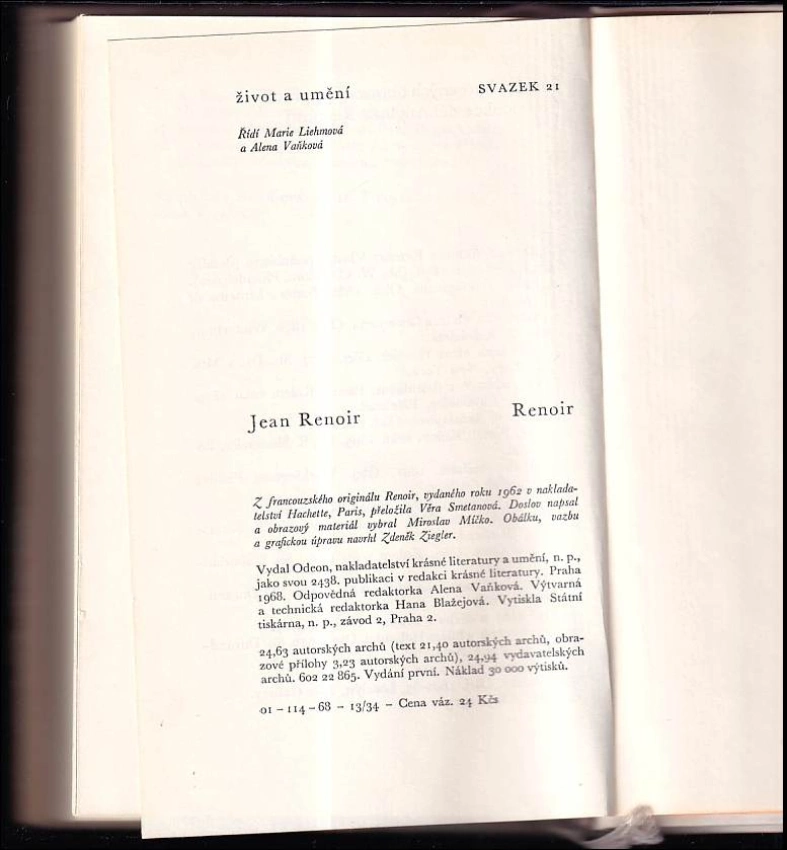 život a umění
SVAZEK 21
Řídí Marie Liehmová
a Alena Vaňková
Jean Renoir
Renoir
Z francouzského originálu Renoir, vydaného roku 1962 v naklada-
telství Hachette, Paris, přeložila Věra Smetanová. Doslov napsal
a obrazový materiál vybral Miroslav Míčko. Obálku, vazbu
a grafickou úpravu navrhl Zdeněk Ziegler.
Vydal Odeon, nakladatelství krásné literatury a umění, n. p.,
jako svou 2438. publikaci v redakci krásné literatury. Praha
1968. Odpovědná redaktorka Alena Vaňková. Výtvarná
a technická redaktorka Hana Blažejová. Vytiskla Státní
tiskárna, n. p., závod 2, Praha 2.
24,63 autorských archů (text 21,40 autorských archů, obra-
zové přílohy 3,23 autorských archů), 24,94 vydavatelských
archů. 602 22 865. Vydání první. Náklad 30 000 výtisků.
01 – 114 – 68 – 13/34 – Cena váz. 24 Kčs